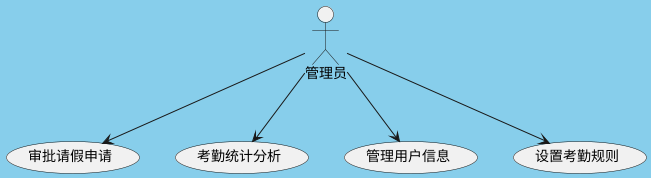 管理员
审批请假申请
考勤统计分析
管理用户信息
设置考勤规则